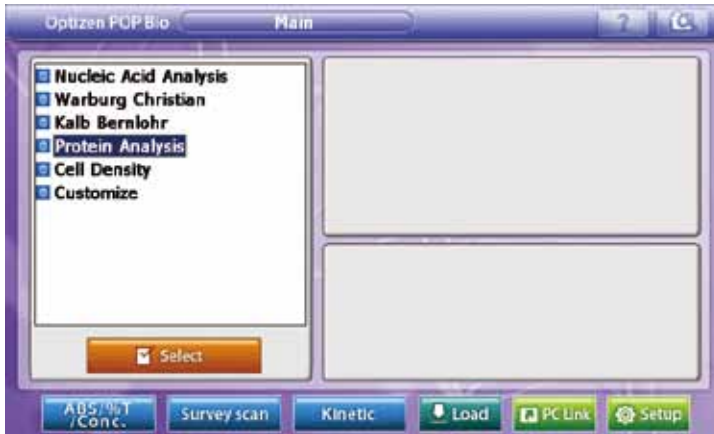 Optizen POP Bio Main ?
Nucleic Acid Analysis
Warburg Christian
Kalb Bernlohr
Protein Analysis
Cell Density
Customize
Select
ABS/%T
/Conc.
Survey scan
Kinetic
Load
PC Link
Setup